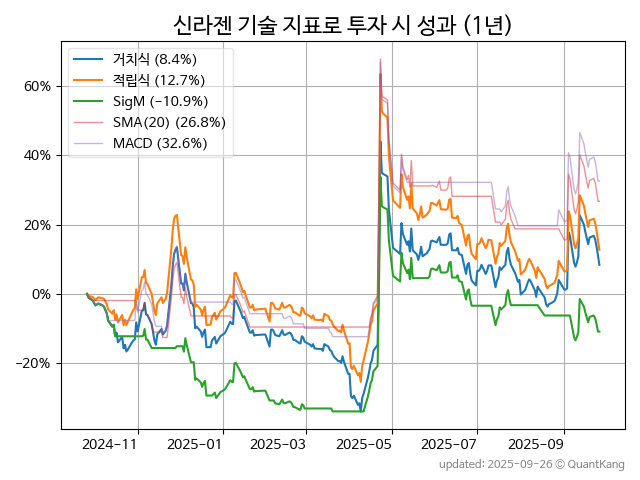 신라젠 기술 지표로 투자 시 성과 (1년)
거치식 (8.4%)
적립식 (12.7%)
SigM (−10.9%)
SMA(20) (26.8%)
MACD (32.6%)
60%
40%
20%
0%
−20%
2024-11
2025-01
2025-03
2025-05
2025-07
2025-09
updated: 2025-09-26 © QuantKang